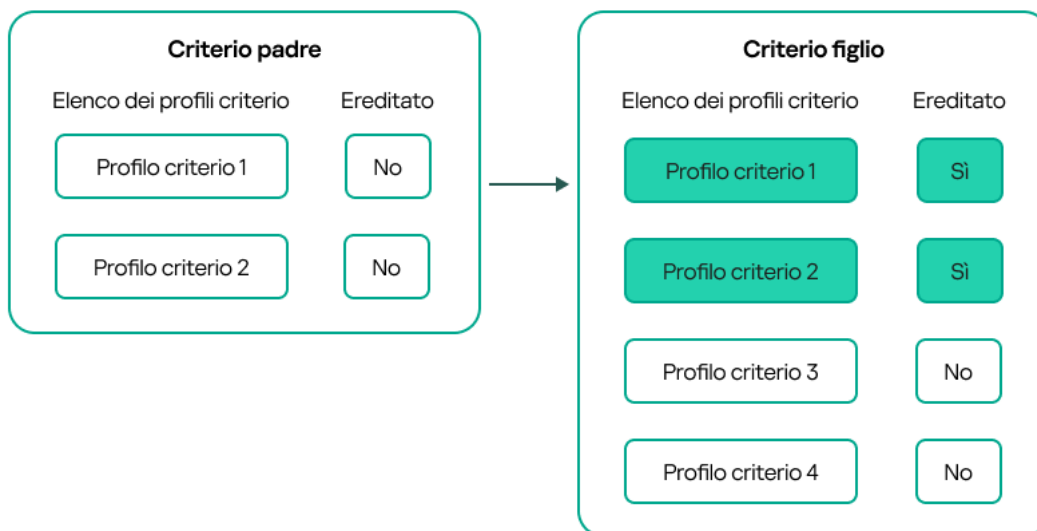 Criterio padre
Elenco dei profili criterio Ereditato
Profilo criterio 1 No
Profilo criterio 2 No
Criterio figlio
Elenco dei profili criterio Ereditato
Profilo criterio 1 Sì
Profilo criterio 2 Sì
Profilo criterio 3 No
Profilo criterio 4 No